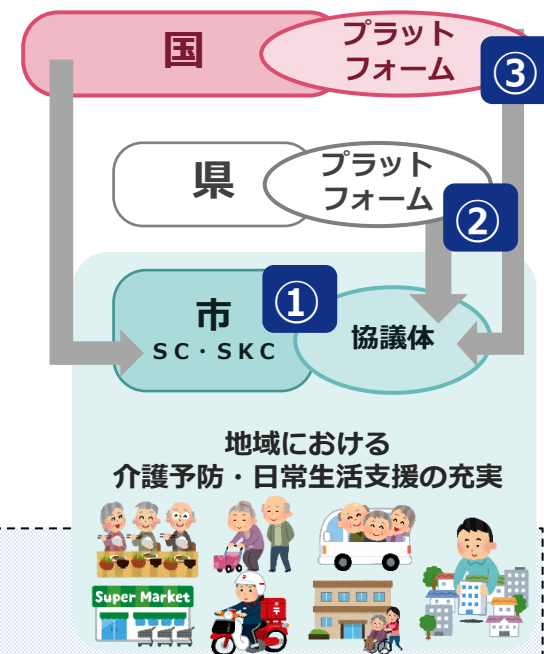 国
プラット
フォーム
③
県
プラット
フォーム
②
市
①
SC・SKC
協議体
地域における
介護予防・日常生活支援の充実
Super Market
〒